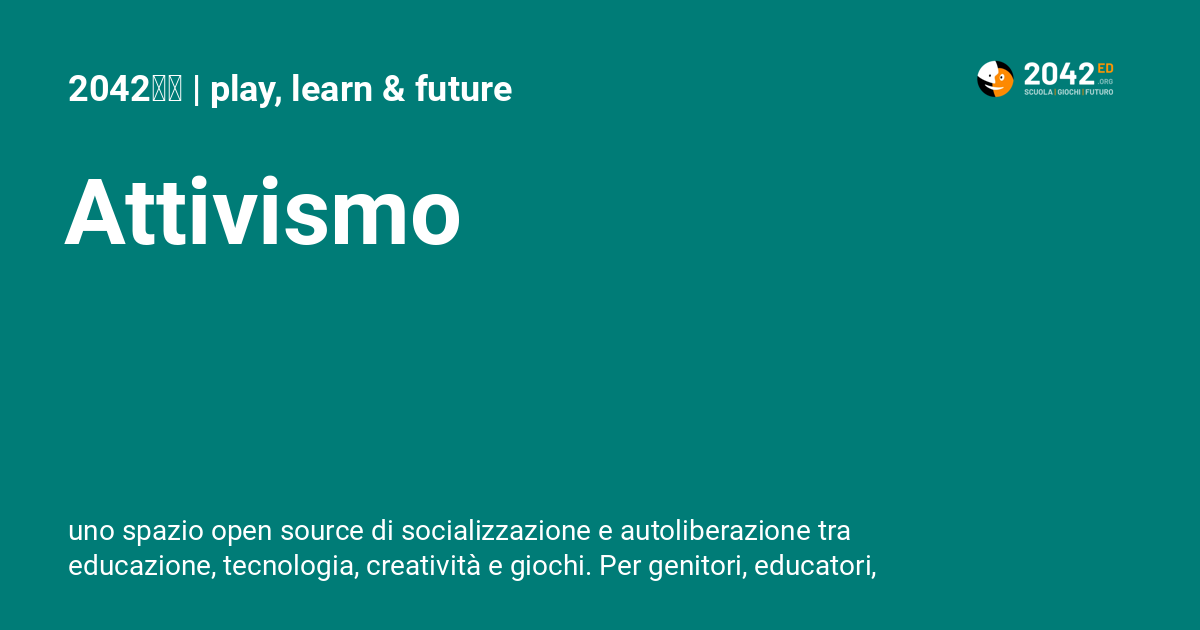 2042 | play, learn & future
2042 ED
.ORG
SCUOLA | GIOCHI | FUTURO
Attivismo
uno spazio open source di socializzazione e autoliberazione tra
educazione, tecnologia, creatività e giochi. Per genitori, educatori,